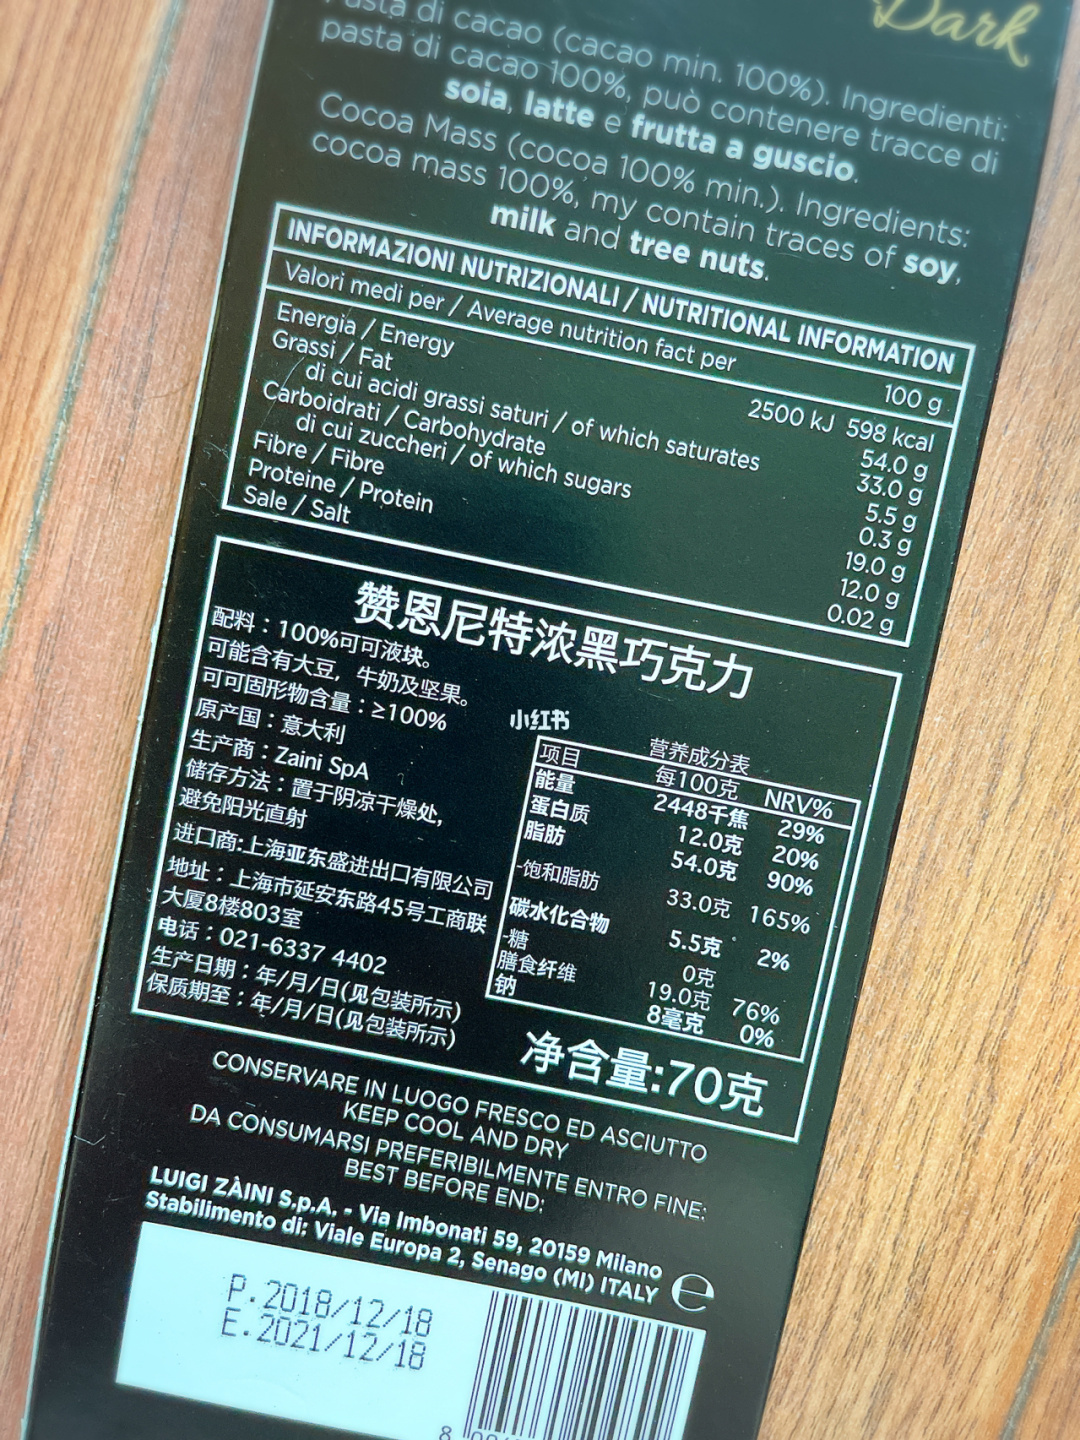 Dark
Pasta di cacao (cacao min. 100%). Ingredienti:
pasta di cacao 100%, può contenere tracce di
soia, latte e frutta a guscio.
Cocoa Mass (cocoa 100% min.). Ingredients:
cocoa mass 100%, my contain traces of soy,
milk and tree nuts.
INFORMAZIONI NUTRIZIONALI / NUTRITIONAL INFORMATION
Valori medi per / Average nutrition fact per 100 g
Energia / Energy 2500 kJ 598 kcal
Grassi / Fat 54.0 g
di cui acidi grassi saturi / of which saturates 33.0 g
Carboidrati / Carbohydrate 5.5 g
di cui zuccheri / of which sugars 0.3 g
Fibre / Fibre 19.0 g
Proteine / Protein 12.0 g
Sale / Salt 0.02 g
赞恩尼特浓黑巧克力
配料：100%可可液块。
可能含有大豆，牛奶及坚果。
可可固形物含量：≥100%
原产国：意大利
生产商：Zaini SpA
储存方法：置于阴凉干燥处,
避免阳光直射
进口商:上海亚东盛进出口有限公司
地址：上海市延安东路45号工商联
大厦8楼803室
电话：021-6337 4402
生产日期：年/月/日(见包装所示)
保质期至：年/月/日(见包装所示)
小红书
营养成分表
项目 每100克 NRV%
能量 2448千焦 29%
蛋白质 12.0克 20%
脂肪 54.0克 90%
-饱和脂肪 33.0克 165%
碳水化合物 5.5克 2%
-糖 0克
膳食纤维 19.0克 76%
钠 8毫克 0%
净含量:70克
CONSERVARE IN LUOGO FRESCO ED ASCIUTTO
KEEP COOL AND DRY
DA CONSUMARSI PREFERIBILMENTE ENTRO FINE:
BEST BEFORE END:
LUIGI ZÀINI S.p.A. - Via Imbonati 59, 20159 Milano
Stabilimento di: Viale Europa 2, Senago (MI) ITALY e
P.2018/12/18
E.2021/12/18
8